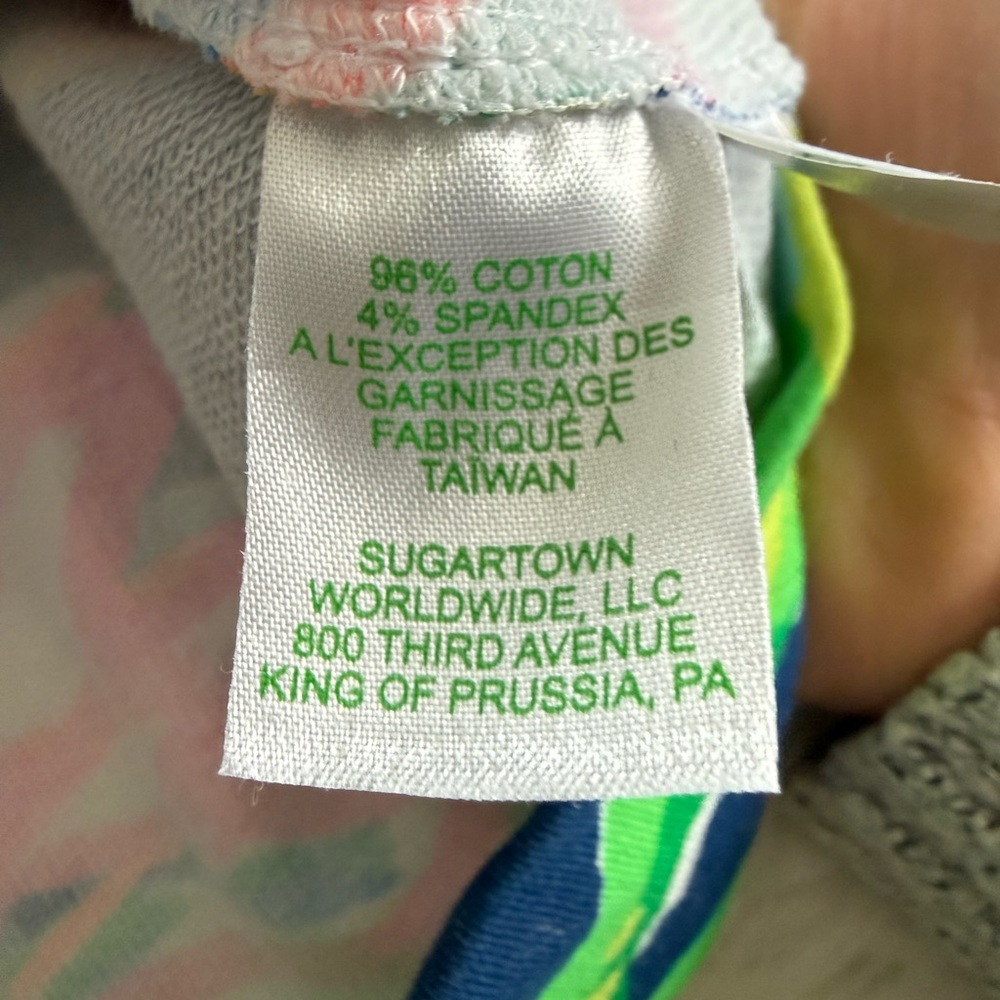 96% COTON
4% SPANDEX
A L'EXCEPTION DES
GARNISSAGE
FABRIQUÉ À
TAÏWAN
SUGARTOWN
WORLDWIDE, LLC
800 THIRD AVENUE
KING OF PRUSSIA, PA